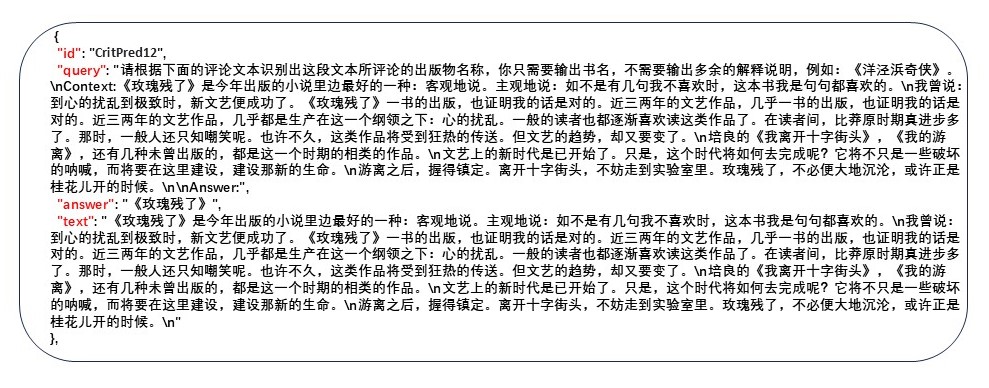 {
"id": "CritPred12",
"query": "请根据下面的评论文本识别出这段文本所评论的出版物名称，你只需要输出书名，不需要输出多余的解释说明，例如：《洋泾浜奇侠》。
\nContext:《玫瑰残了》是今年出版的小说里边最好的一种：客观地说。主观地说：如不是有几句我不喜欢时，这本书我是句句都喜欢的。\n我曾说：
到心的扰乱到极致时，新文艺便成功了。《玫瑰残了》一书的出版，也证明我的话是对的。近三两年的文艺作品，几乎一书的出版，也证明我的话是
对的。近三两年的文艺作品，几乎都是生产在这一个纲领之下：心的扰乱。一般的读者也都逐渐喜欢读这类作品了。在读者间，比莽原时期真进步多
了。那时，一般人还只知嘲笑呢。也许不久，这类作品将受到狂热的传送。但文艺的趋势，却又要变了。\n培良的《我离开十字街头》，《我的游
离》，还有几种未曾出版的，都是这一个时期的相类的作品。\n文艺上的新时代是已开始了。只是，这个时代将如何去完成呢？它将不只是一些破坏
的呐喊，而将要在这里建设，建设那新的生命。\n游离之后，握得镇定。离开十字街头，不妨走到实验室里。玫瑰残了，不必便大地沉沦，或许正是
桂花儿开的时候。\n\nAnswer:",
"answer": "《玫瑰残了》",
"text": "《玫瑰残了》是今年出版的小说里边最好的一种：客观地说。主观地说：如不是有几句我不喜欢时，这本书我是句句都喜欢的。\n我曾说：
到心的扰乱到极致时，新文艺便成功了。《玫瑰残了》一书的出版，也证明我的话是对的。近三两年的文艺作品，几乎一书的出版，也证明我的话是
对的。近三两年的文艺作品，几乎都是生产在这一个纲领之下：心的扰乱。一般的读者也都逐渐喜欢读这类作品了。在读者间，比莽原时期真进步多
了。那时，一般人还只知嘲笑呢。也许不久，这类作品将受到狂热的传送。但文艺的趋势，却又要变了。\n培良的《我离开十字街头》，《我的游
离》，还有几种未曾出版的，都是这一个时期的相类的作品。\n文艺上的新时代是已开始了。只是，这个时代将如何去完成呢？它将不只是一些破坏
的呐喊，而将要在这里建设，建设那新的生命。\n游离之后，握得镇定。离开十字街头，不妨走到实验室里。玫瑰残了，不必便大地沉沦，或许正是
桂花儿开的时候。\n"
},